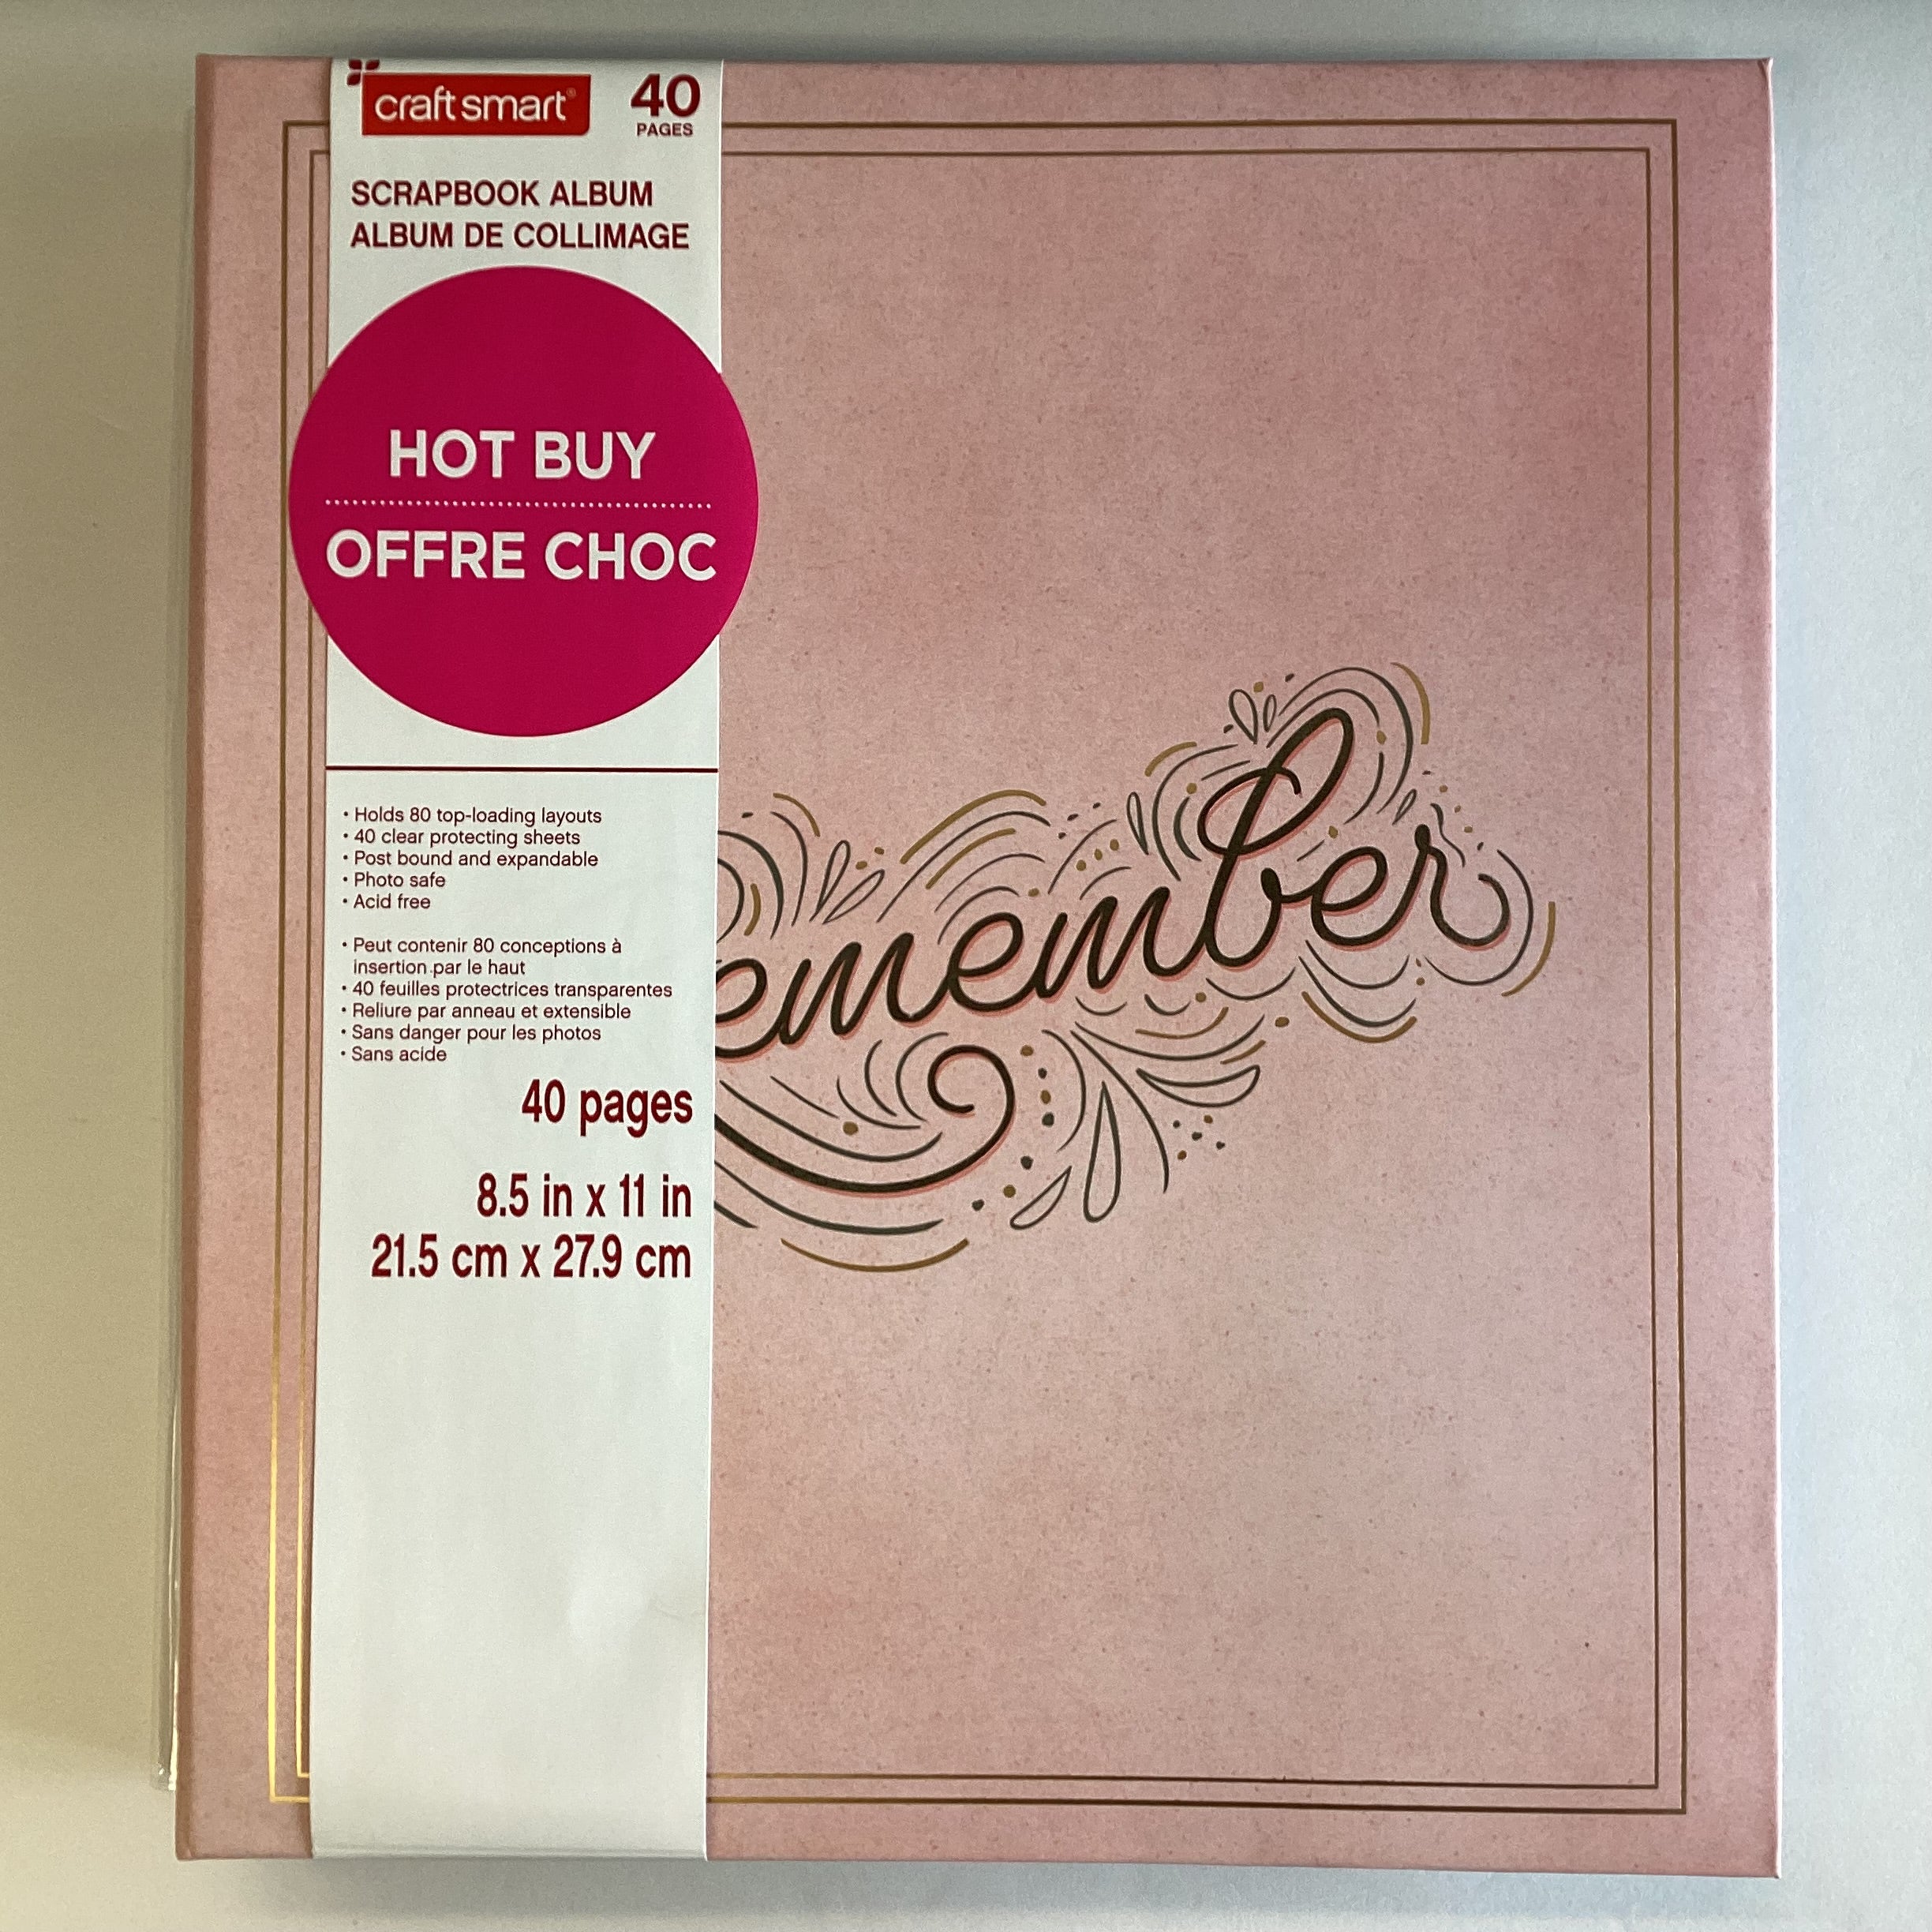 craft smart®
40
PAGES
SCRAPBOOK ALBUM
ALBUM DE COLLIMAGE
HOT BUY
OFFRE CHOC
• Holds 80 top-loading layouts
• 40 clear protecting sheets
• Post bound and expandable
• Photo safe
• Acid free
• Peut contenir 80 conceptions à
insertion par le haut
• 40 feuilles protectrices transparentes
• Reliure par anneau et extensible
• Sans danger pour les photos
• Sans acide
40 pages
8.5 in x 11 in
21.5 cm x 27.9 cm
emember